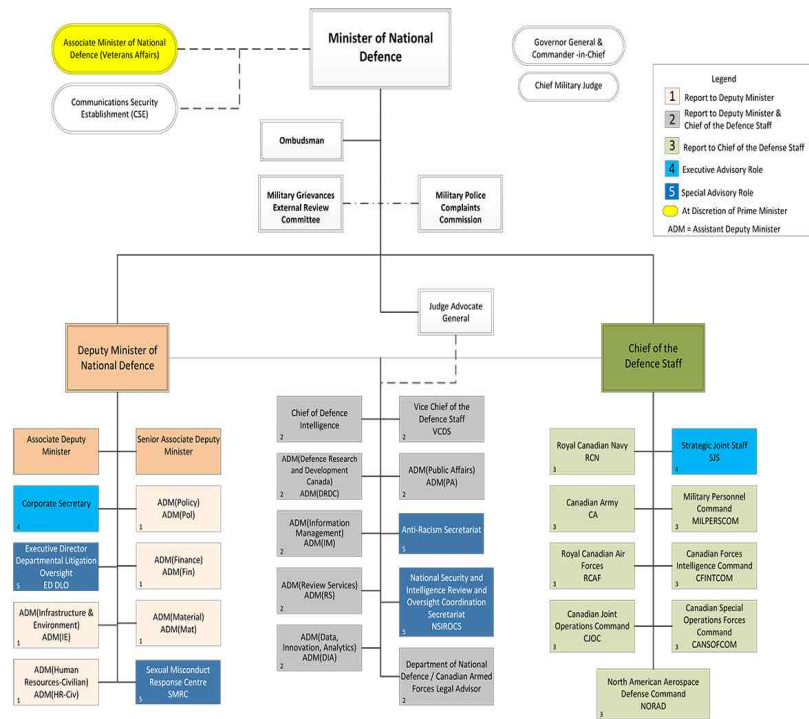 Associate Minister of National
Defence (Veterans Affairs)
Communications Security
Establishment (CSE)
Minister of National
Defence
Governor General &
Commander -in-Chief
Chief Military Judge
Legend
1 Report to Deputy Minister
2 Report to Deputy Minister &
Chief of the Defence Staff
3 Report to Chief of the Defense Staff
4 Executive Advisory Role
5 Special Advisory Role
At Discretion of Prime Minister
ADM = Assistant Deputy Minister
Ombudsman
Military Grievances
External Review
Committee
Military Police
Complaints
Commission
Judge Advocate
General
Deputy Minister of
National Defence
Chief of the
Defence Staff
Associate Deputy
Minister
Senior Associate Deputy
Minister
Corporate Secretary
4
ADM(Policy)
ADM(Pol)
1
Executive Director
Departmental Litigation
Oversight
ED DLO
5
ADM(Finance)
ADM(Fin)
1
ADM(Infrastructure &
Environment)
ADM(IE)
1
ADM(Material)
ADM(Mat)
1
ADM(Human
Resources-Civilian)
ADM(HR-Civ)
1
Sexual Misconduct
Response Centre
SMRC
5
Chief of Defence
Intelligence
2
Vice Chief of the
Defence Staff
VCDS
2
ADM(Defence Research
and Development
Canada)
ADM(DRDC)
2
ADM(Public Affairs)
ADM(PA)
2
ADM(Information
Management)
ADM(IM)
2
Anti-Racism Secretariat
5
ADM(Review Services)
ADM(RS)
2
National Security and
Intelligence Review and
Oversight Coordination
Secretariat
NSIROCS
5
ADM(Data,
Innovation, Analytics)
ADM(DIA)
2
Department of National
Defence / Canadian Armed
Forces Legal Advisor
2
Royal Canadian Navy
RCN
3
Strategic Joint Staff
SJS
4
Canadian Army
CA
3
Military Personnel
Command
MILPERSCOM
3
Royal Canadian Air
Forces
RCAF
3
Canadian Forces
Intelligence Command
CFINTCOM
3
Canadian Joint
Operations Command
CJOC
3
Canadian Special
Operations Forces
Command
CANSOFCOM
3
North American Aerospace
Defense Command
NORAD
3